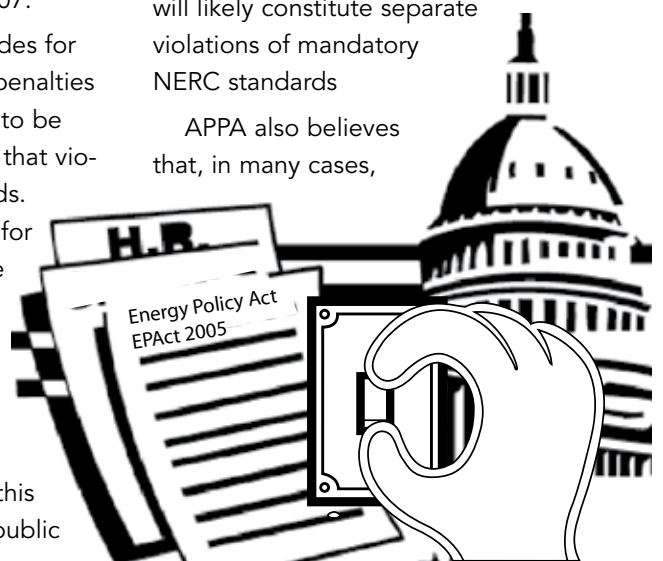 07.
des for
penalties
to be
that vio-
ds.
for
e
this
public
will likely constitute separate
violations of mandatory
NERC standards
APPA also believes
that, in many cases,
H.R.
Energy Policy Act
EPAct 2005